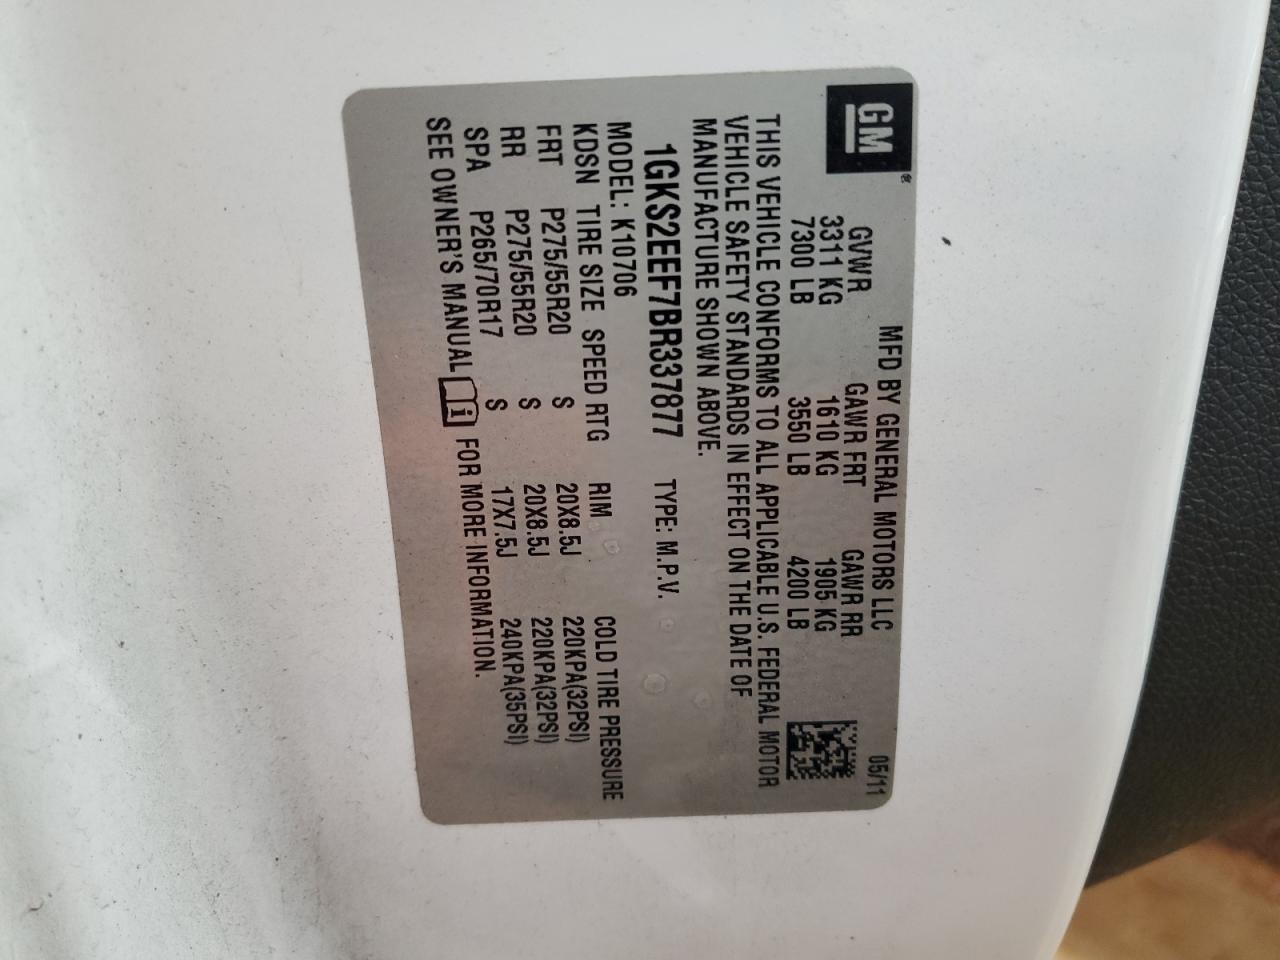 GM
MFD BY GENERAL MOTORS LLC 05/11
GVWR GAWR FRT GAWR RR
3311 KG 1610 KG 1905 KG
7300 LB 3550 LB 4200 LB
THIS VEHICLE CONFORMS TO ALL APPLICABLE U.S. FEDERAL MOTOR
VEHICLE SAFETY STANDARDS IN EFFECT ON THE DATE OF
MANUFACTURE SHOWN ABOVE.
1GKS2EEF7BR337877 TYPE: M.P.V.
MODEL: K10706
KDSN TIRE SIZE SPEED RTG RIM COLD TIRE PRESSURE
FRT P275/55R20 S 20X8.5J 220KPA(32PSI)
RR P275/55R20 S 20X8.5J 220KPA(32PSI)
SPA P265/70R17 S 17X7.5J 240KPA(35PSI)
SEE OWNER'S MANUAL i FOR MORE INFORMATION.